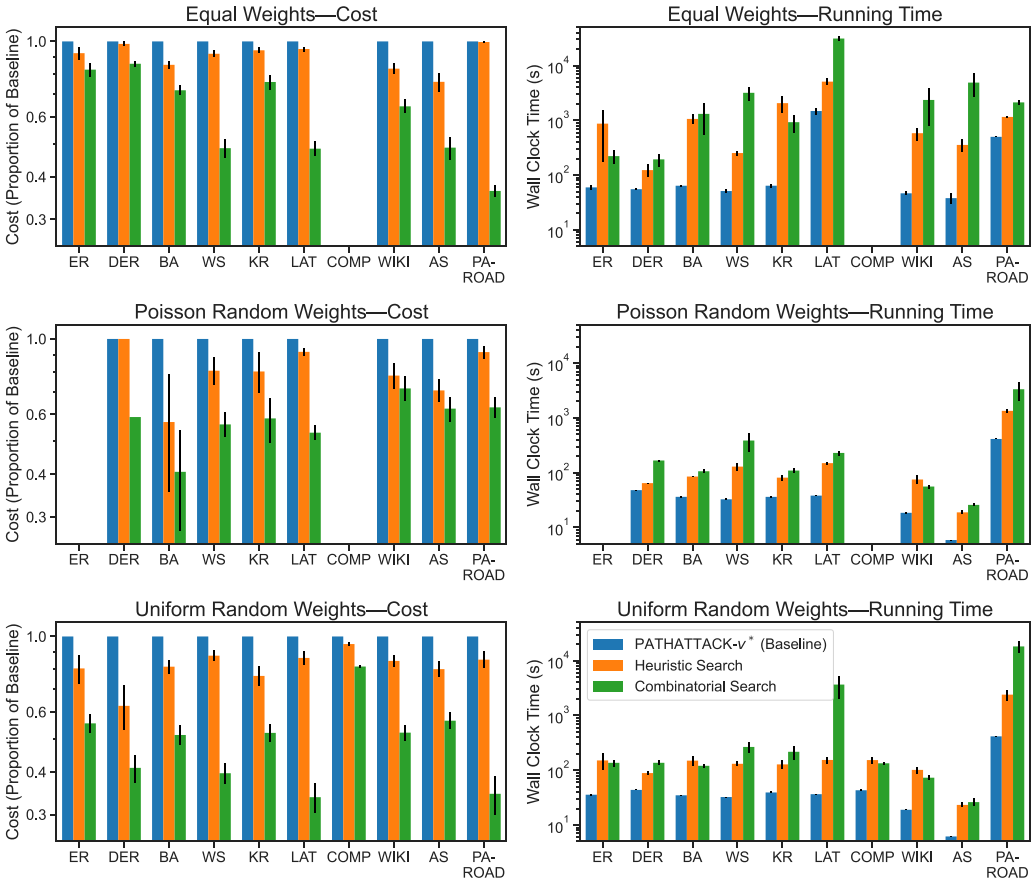 Equal Weights—Cost
Cost (Proportion of Baseline)
1.0
0.6
0.4
0.3
ER DER BA WS KR LAT COMP WIKI AS PA-
ROAD
Equal Weights—Running Time
Wall Clock Time (s)
10^4
10^3
10^2
10^1
ER DER BA WS KR LAT COMP WIKI AS PA-
ROAD
Poisson Random Weights—Cost
Cost (Proportion of Baseline)
1.0
0.6
0.4
0.3
ER DER BA WS KR LAT COMP WIKI AS PA-
ROAD
Poisson Random Weights—Running Time
Wall Clock Time (s)
10^4
10^3
10^2
10^1
ER DER BA WS KR LAT COMP WIKI AS PA-
ROAD
Uniform Random Weights—Cost
Cost (Proportion of Baseline)
1.0
0.6
0.4
0.3
ER DER BA WS KR LAT COMP WIKI AS PA-
ROAD
Uniform Random Weights—Running Time
Wall Clock Time (s)
10^4
10^3
10^2
10^1
PATHATTACK-v* (Baseline)
Heuristic Search
Combinatorial Search
ER DER BA WS KR LAT COMP WIKI AS PA-
ROAD